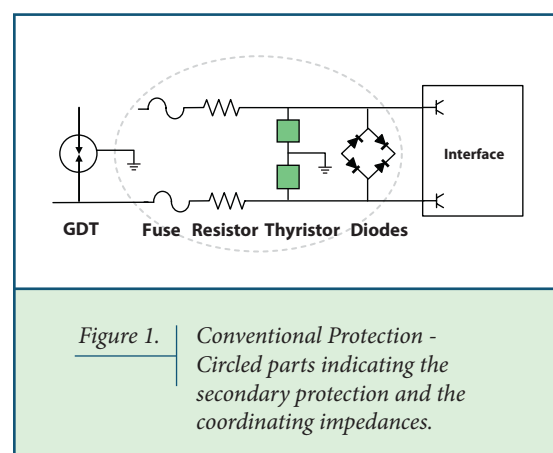 Interface
GDT Fuse Resistor Thyristor Diodes
Figure 1. Conventional Protection -
Circled parts indicating the
secondary protection and the
coordinating impedances.